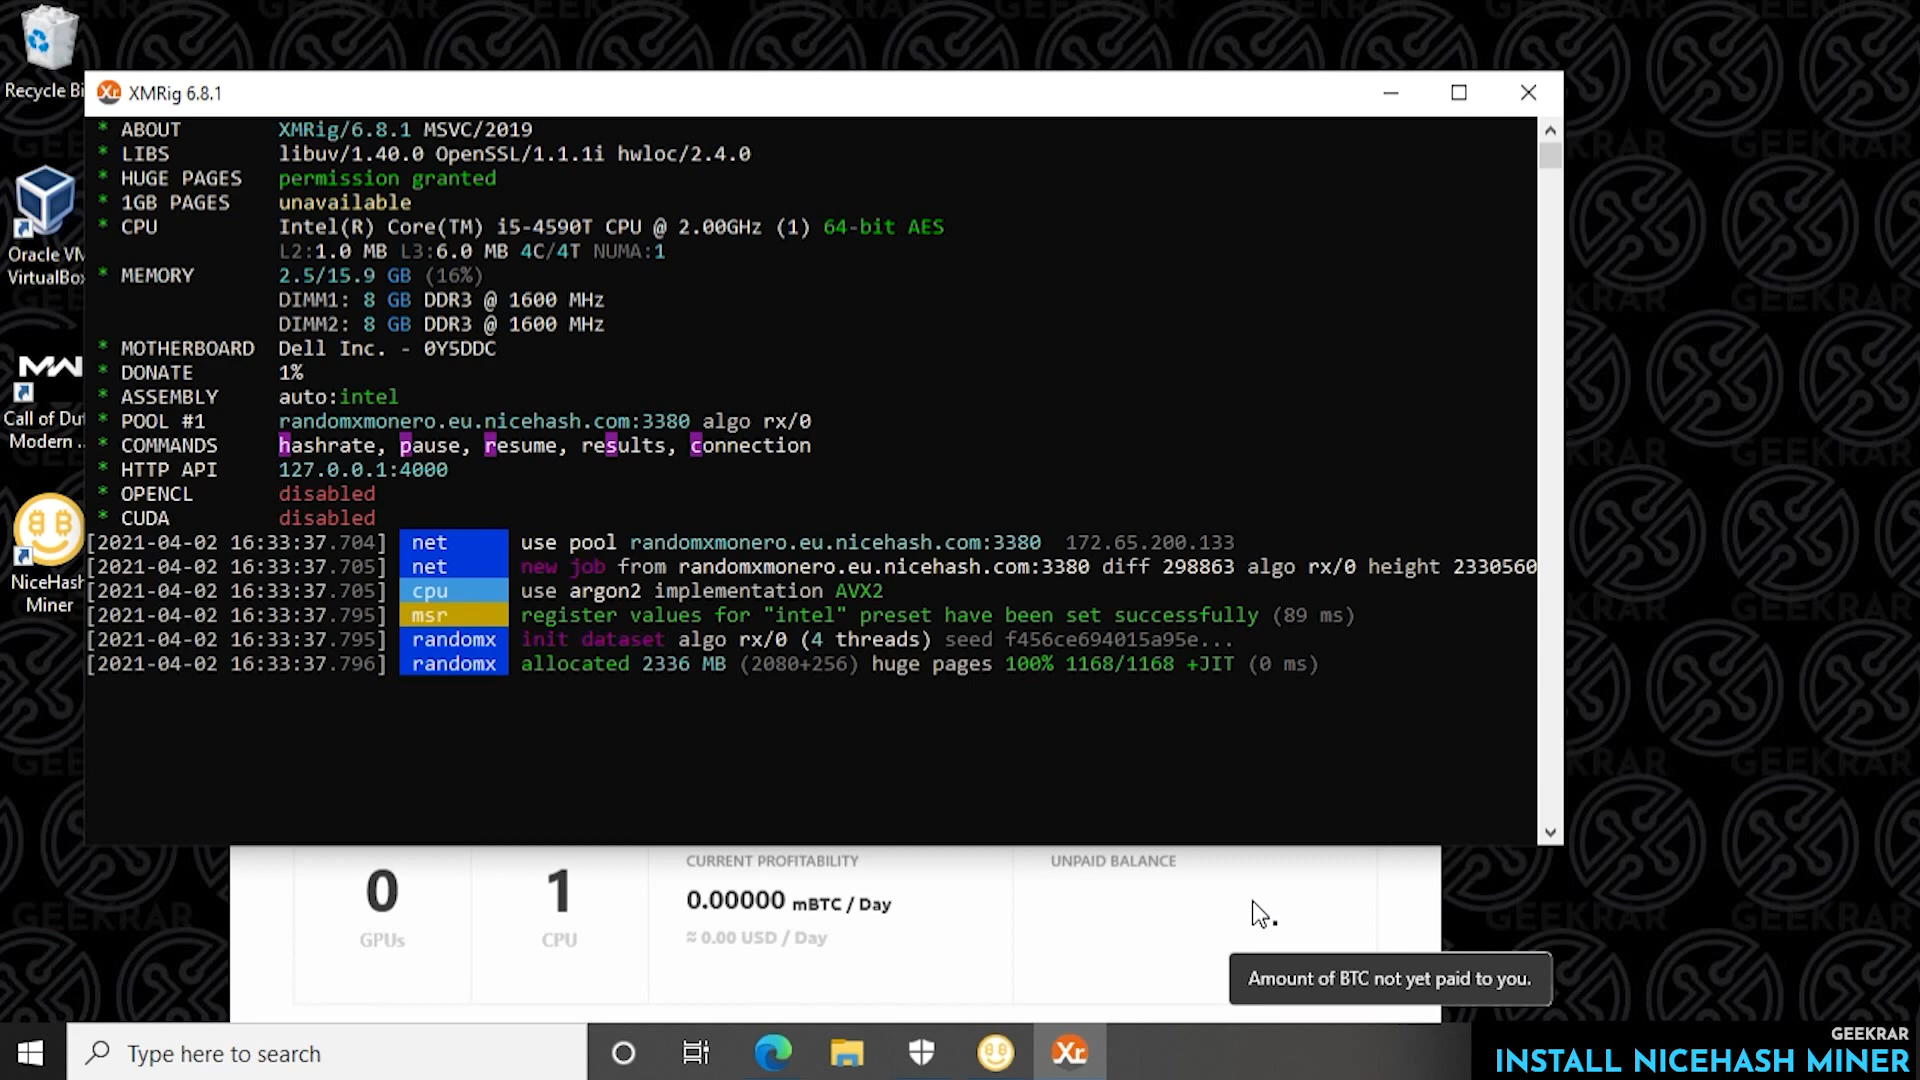 Recycle Bi
Oracle VM
VirtualBox
Call of Dut
Modern ...
NiceHash
Miner
XMRig 6.8.1
* ABOUT XMRig/6.8.1 MSVC/2019
* LIBS libuv/1.40.0 OpenSSL/1.1.1i hwloc/2.4.0
* HUGE PAGES permission granted
* 1GB PAGES unavailable
* CPU Intel(R) Core(TM) i5-4590T CPU @ 2.00GHz (1) 64-bit AES
L2:1.0 MB L3:6.0 MB 4C/4T NUMA:1
* MEMORY 2.5/15.9 GB (16%)
DIMM1: 8 GB DDR3 @ 1600 MHz
DIMM2: 8 GB DDR3 @ 1600 MHz
* MOTHERBOARD Dell Inc. - 0Y5DDC
* DONATE 1%
* ASSEMBLY auto:intel
* POOL #1 randomxmonero.eu.nicehash.com:3380 algo rx/0
* COMMANDS hashrate, pause, resume, results, connection
* HTTP API 127.0.0.1:4000
* OPENCL disabled
* CUDA disabled
[2021-04-02 16:33:37.704] net use pool randomxmonero.eu.nicehash.com:3380 172.65.200.133
[2021-04-02 16:33:37.705] net new job from randomxmonero.eu.nicehash.com:3380 diff 298863 algo rx/0 height 2330560
[2021-04-02 16:33:37.705] cpu use argon2 implementation AVX2
[2021-04-02 16:33:37.795] msr register values for "intel" preset have been set successfully (89 ms)
[2021-04-02 16:33:37.795] randomx init dataset algo rx/0 (4 threads) seed f456ce694015a95e...
[2021-04-02 16:33:37.796] randomx allocated 2336 MB (2080+256) huge pages 100% 1168/1168 +JIT (0 ms)
0
GPUs
1
CPU
CURRENT PROFITABILITY
0.00000 mBTC / Day
≈ 0.00 USD / Day
UNPAID BALANCE
Amount of BTC not yet paid to you.
Type here to search
GEEKRAR
INSTALL NICEHASH MINER